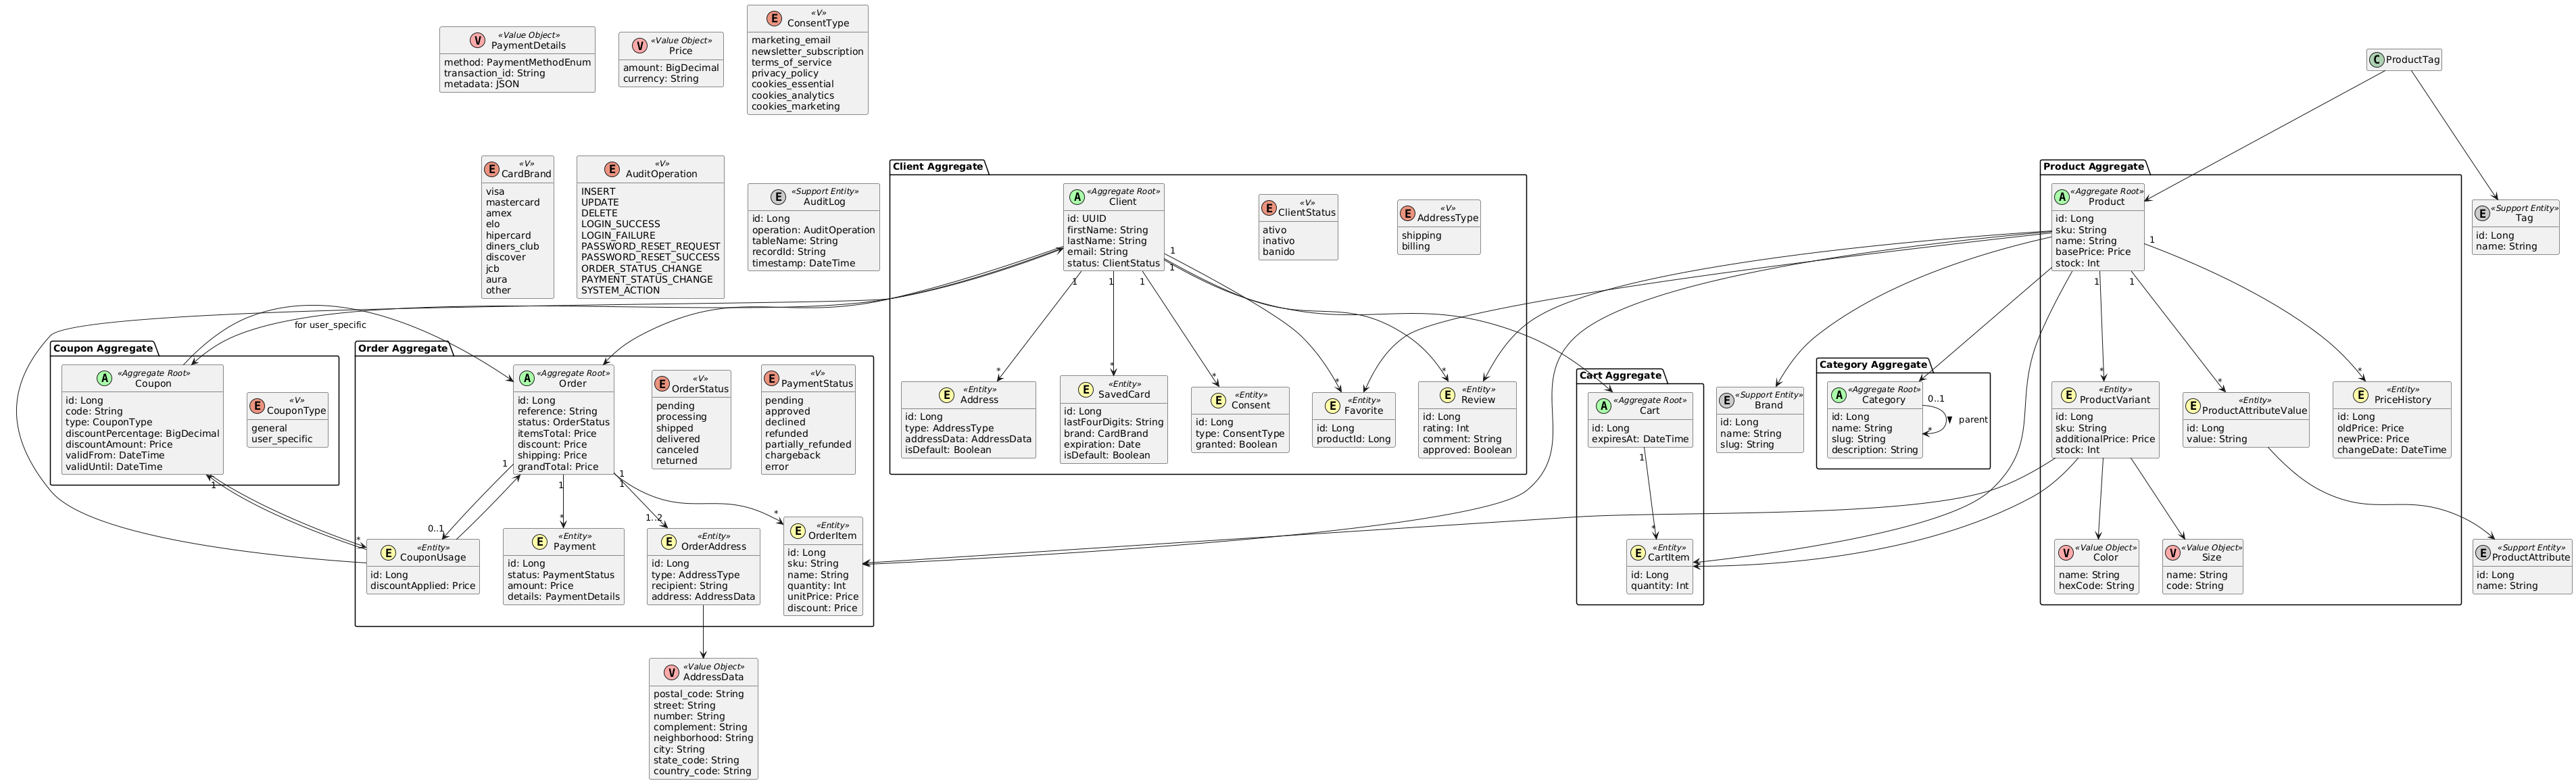 E «V»
ConsentType
marketing_email
newsletter_subscription
terms_of_service
privacy_policy
cookies_essential
cookies_analytics
cookies_marketing
V «Value Object»
PaymentDetails
method: PaymentMethodEnum
transaction_id: String
metadata: JSON
V «Value Object»
Price
amount: BigDecimal
currency: String
C ProductTag
E «V»
CardBrand
visa
mastercard
amex
elo
hipercard
diners_club
discover
jcb
aura
other
E «V»
AuditOperation
INSERT
UPDATE
DELETE
LOGIN_SUCCESS
LOGIN_FAILURE
PASSWORD_RESET_REQUEST
PASSWORD_RESET_SUCCESS
ORDER_STATUS_CHANGE
PAYMENT_STATUS_CHANGE
SYSTEM_ACTION
E «Support Entity»
AuditLog
id: Long
operation: AuditOperation
tableName: String
recordId: String
timestamp: DateTime
Client Aggregate
A «Aggregate Root»
Client
id: UUID
firstName: String
lastName: String
email: String
status: ClientStatus
E «V»
ClientStatus
ativo
inativo
banido
E «V»
AddressType
shipping
billing
1
1
1
1
1
*
*
*
*
*
E «Entity»
Address
id: Long
type: AddressType
addressData: AddressData
isDefault: Boolean
E «Entity»
SavedCard
id: Long
lastFourDigits: String
brand: CardBrand
expiration: Date
isDefault: Boolean
E «Entity»
Consent
id: Long
type: ConsentType
granted: Boolean
E «Entity»
Favorite
id: Long
productId: Long
E «Entity»
Review
id: Long
rating: Int
comment: String
approved: Boolean
Product Aggregate
A «Aggregate Root»
Product
id: Long
sku: String
name: String
basePrice: Price
stock: Int
1
1
1
*
*
*
E «Entity»
ProductVariant
id: Long
sku: String
additionalPrice: Price
stock: Int
E «Entity»
ProductAttributeValue
id: Long
value: String
E «Entity»
PriceHistory
id: Long
oldPrice: Price
newPrice: Price
changeDate: DateTime
V «Value Object»
Color
name: String
hexCode: String
V «Value Object»
Size
name: String
code: String
E «Support Entity»
Tag
id: Long
name: String
E «Support Entity»
ProductAttribute
id: Long
name: String
for user_specific
Coupon Aggregate
A «Aggregate Root»
Coupon
id: Long
code: String
type: CouponType
discountPercentage: BigDecimal
discountAmount: Price
validFrom: DateTime
validUntil: DateTime
E «V»
CouponType
general
user_specific
1
*
Order Aggregate
A «Aggregate Root»
Order
id: Long
reference: String
status: OrderStatus
itemsTotal: Price
discount: Price
shipping: Price
grandTotal: Price
E «V»
OrderStatus
pending
processing
shipped
delivered
canceled
returned
E «V»
PaymentStatus
pending
approved
declined
refunded
partially_refunded
chargeback
error
1
1
1
1
0..1
*
1..2
*
E «Entity»
CouponUsage
id: Long
discountApplied: Price
E «Entity»
Payment
id: Long
status: PaymentStatus
amount: Price
details: PaymentDetails
E «Entity»
OrderAddress
id: Long
type: AddressType
recipient: String
address: AddressData
E «Entity»
OrderItem
id: Long
sku: String
name: String
quantity: Int
unitPrice: Price
discount: Price
V «Value Object»
AddressData
postal_code: String
street: String
number: String
complement: String
neighborhood: String
city: String
state_code: String
country_code: String
Cart Aggregate
A «Aggregate Root»
Cart
id: Long
expiresAt: DateTime
1
*
E «Entity»
CartItem
id: Long
quantity: Int
E «Support Entity»
Brand
id: Long
name: String
slug: String
Category Aggregate
A «Aggregate Root»
Category
id: Long
name: String
slug: String
description: String
0..1
parent
*